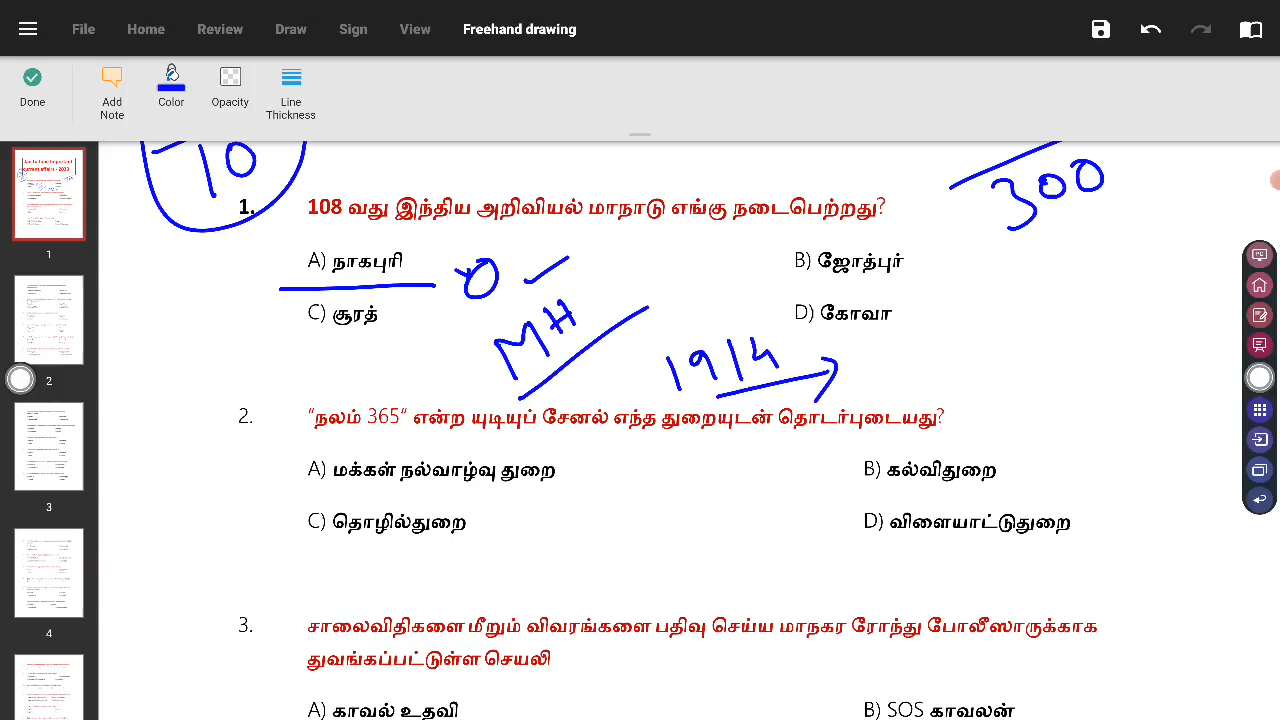 File Home Review Draw Sign View Freehand drawing
Done Add Note Color Opacity Line Thickness
10
300
1. 108 வது இந்திய அறிவியல் மாநாடு எங்கு நடைபெற்றது?
A) நாகபுரி B) ஜோத்பூர்
C) சூரத் D) கோவா
MH
1914
2. “நலம் 365“ என்ற யுடியுப் சேனல் எந்த துறையுடன் தொடர்புடையது?
A) மக்கள் நல்வாழ்வு துறை B) கல்விதுறை
C) தொழில்துறை D) விளையாட்டுதுறை
3. சாலைவிதிகளை மீறும் விவரங்களை பதிவு செய்ய மாநகர ரோந்து போலீஸாருக்காக
துவங்கப்பட்டுள்ள செயலி
A) காவல் உதவி B) SOS காவலன்
1
2
3
4